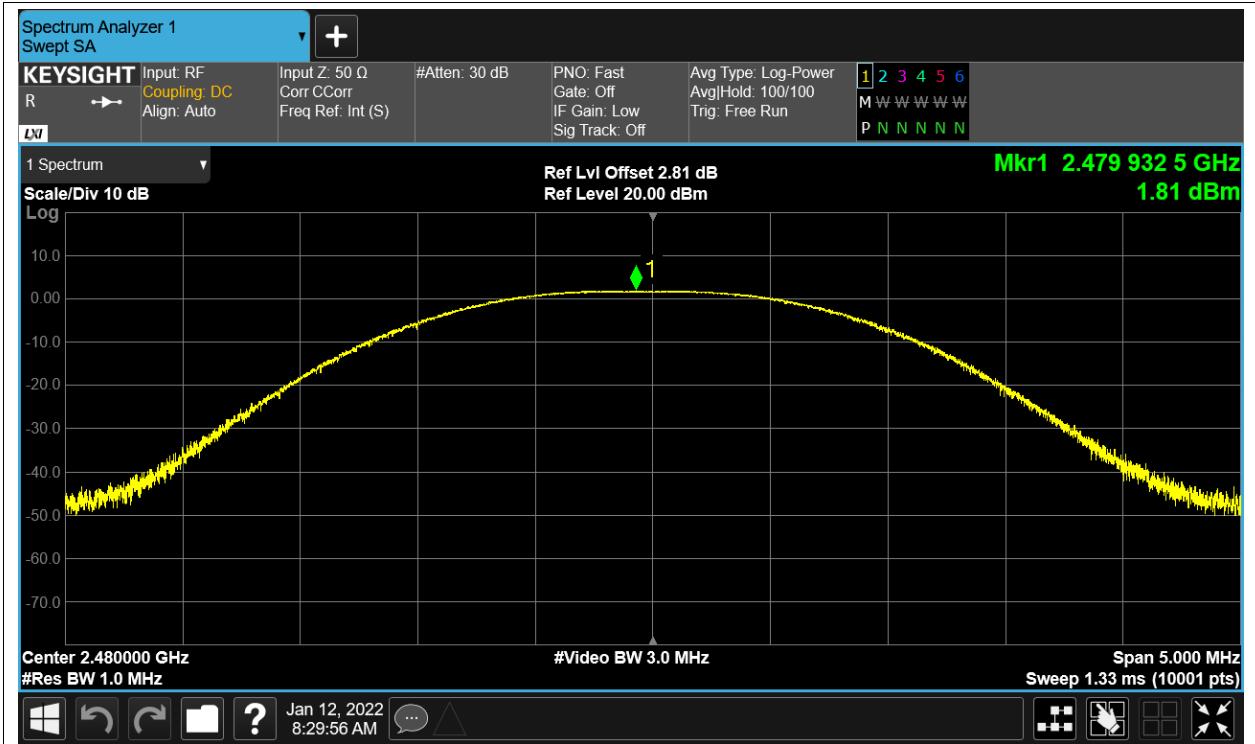 Spectrum Analyzer 1
Swept SA
KEYSIGHT
R
LXI
Input: RF
Coupling: DC
Align: Auto
Input Z: 50 Ω
Corr CCorr
Freq Ref: Int (S)
#Atten: 30 dB
PNO: Fast
Gate: Off
IF Gain: Low
Sig Track: Off
Avg Type: Log-Power
Avg|Hold: 100/100
Trig: Free Run
1 2 3 4 5 6
M W W W W W W
P N N N N N
1 Spectrum
Scale/Div 10 dB
Log
Ref Lvl Offset 2.81 dB
Ref Level 20.00 dBm
Mkr1 2.479 932 5 GHz
1.81 dBm
1
10.0
0.00
-10.0
-20.0
-30.0
-40.0
-50.0
-60.0
-70.0
Center 2.480000 GHz
#Res BW 1.0 MHz
#Video BW 3.0 MHz
Span 5.000 MHz
Sweep 1.33 ms (10001 pts)
?
Jan 12, 2022
8:29:56 AM